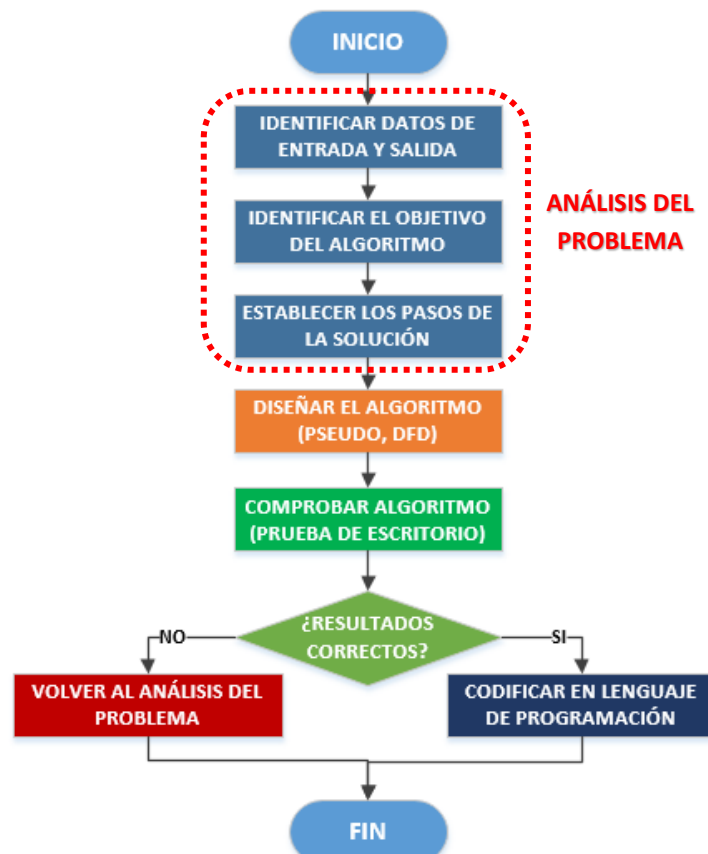 INICIO
IDENTIFICAR DATOS DE
ENTRADA Y SALIDA
IDENTIFICAR EL OBJETIVO
DEL ALGORITMO
ANÁLISIS DEL
PROBLEMA
ESTABLECER LOS PASOS DE
LA SOLUCIÓN
DISEÑAR EL ALGORITMO
(PSEUDO, DFD)
COMPROBAR ALGORITMO
(PRUEBA DE ESCRITORIO)
¿RESULTADOS
CORRECTOS?
NO
SI
VOLVER AL ANÁLISIS DEL
PROBLEMA
CODIFICAR EN LENGUAJE
DE PROGRAMACIÓN
FIN